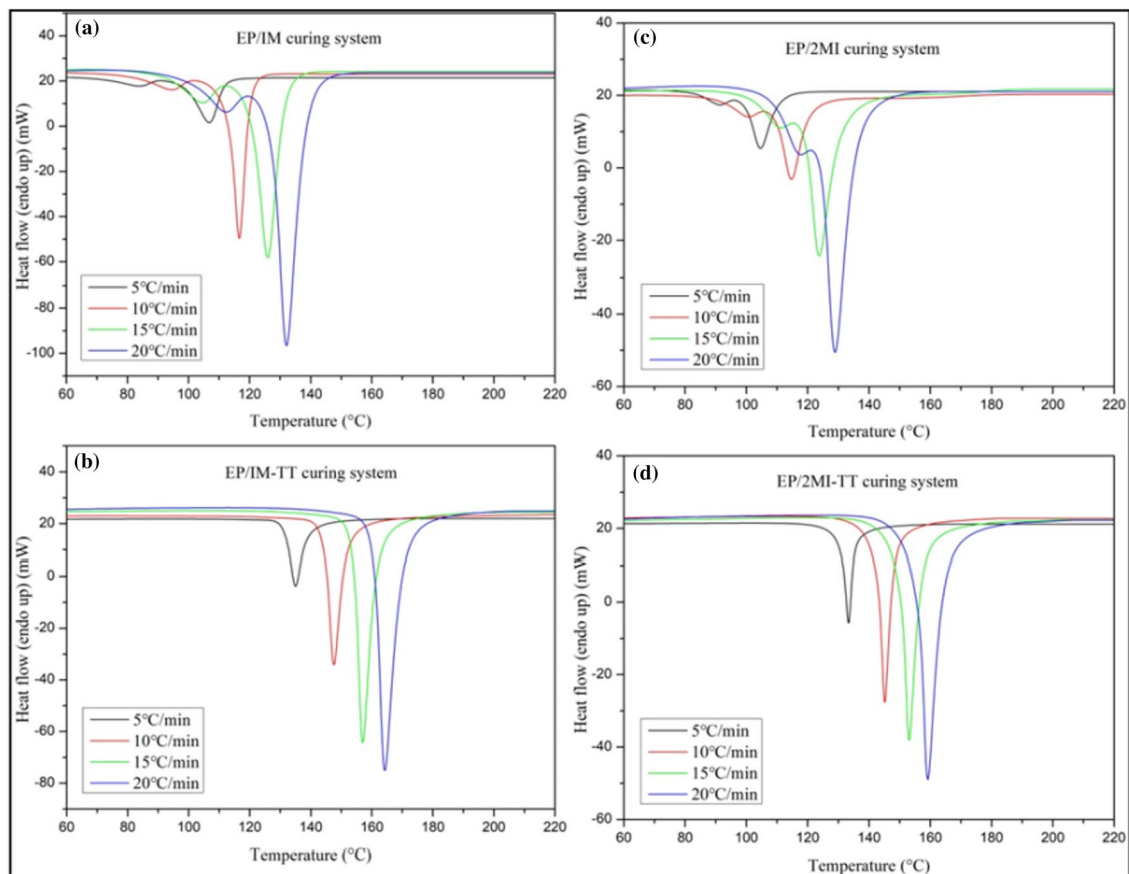 (a)
EP/IM curing system
Heat flow (endo up) (mW)
40
20
0
-20
-40
-60
-80
-100
5°C/min
10°C/min
15°C/min
20°C/min
60 80 100 120 140 160 180 200 220
Temperature (°C)
(c)
EP/2MI curing system
Heat flow (endo up) (mW)
40
20
0
-20
-40
-60
5°C/min
10°C/min
15°C/min
20°C/min
60 80 100 120 140 160 180 200 220
Temperature (°C)
(b)
EP/IM-TT curing system
Heat flow (endo up) (mW)
40
20
0
-20
-40
-60
-80
5°C/min
10°C/min
15°C/min
20°C/min
60 80 100 120 140 160 180 200 220
Temperature (°C)
(d)
EP/2MI-TT curing system
Heat flow (endo up) (mW)
40
20
0
-20
-40
-60
5°C/min
10°C/min
15°C/min
20°C/min
60 80 100 120 140 160 180 200 220
Temperature (°C)